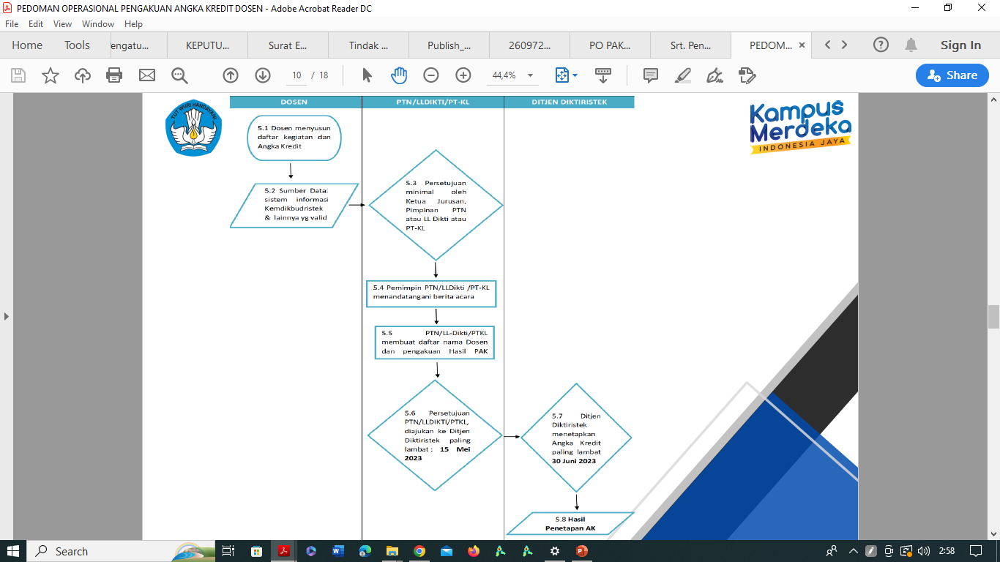 PEDOMAN OPERASIONAL PENGAKUAN ANGKA KREDIT DOSEN - Adobe Acrobat Reader DC
File Edit View Window Help
Home Tools engatu... KEPUTU... Surat E... Tindak ... Publish_... 260972... PO PAK... Srt. Pen... PEDOM... Sign In
10 / 18 44,4% Share
DOSEN PTN/LLDIKTI/PT-KL DITJEN DIKTIRISTEK
TUT WURI HANDAYANI
Kampus
Merdeka
INDONESIA JAYA
5.1 Dosen menyusun
daftar kegiatan dan
Angka Kredit
5.2 Sumber Data:
sistem informasi
Kemdikbudristek
& lainnya yg valid
5.3 Persetujuan
minimal oleh
Ketua Jurusan,
Pimpinan PTN
atau LL Dikti atau
PT-KL
5.4 Pemimpin PTN/LLDikti /PT-KL
menandatangani berita acara
5.5 PTN/LL-Dikti/PTKL
membuat daftar nama Dosen
dan pengakuan Hasil PAK
5.6 Persetujuan
PTN/LLDIKTI/PTKL,
diajukan ke Ditjen
Diktiristek paling
lambat : 15 Mei
2023
5.7 Ditjen
Diktiristek
menetapkan
Angka Kredit
paling lambat
30 Juni 2023
5.8 Hasil
Penetapan AK
Search 2:58